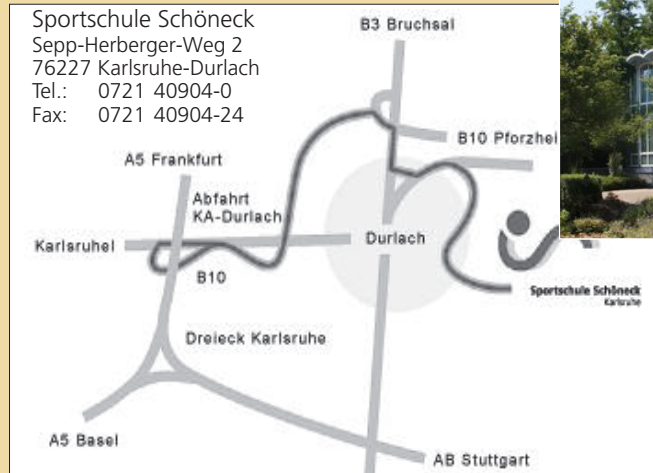 Sportschule Schöneck
Sepp-Herberger-Weg 2
76227 Karlsruhe-Durlach
Tel.: 0721 40904-0
Fax: 0721 40904-24
B3 Bruchsal
B10 Pforzhei
A5 Frankfurt
Abfahrt
KA-Durlach
Karlsruhel
Durlach
B10
Sportschule Schöneck
Karlsruhe
Dreieck Karlsruhe
A5 Basel
AB Stuttgart